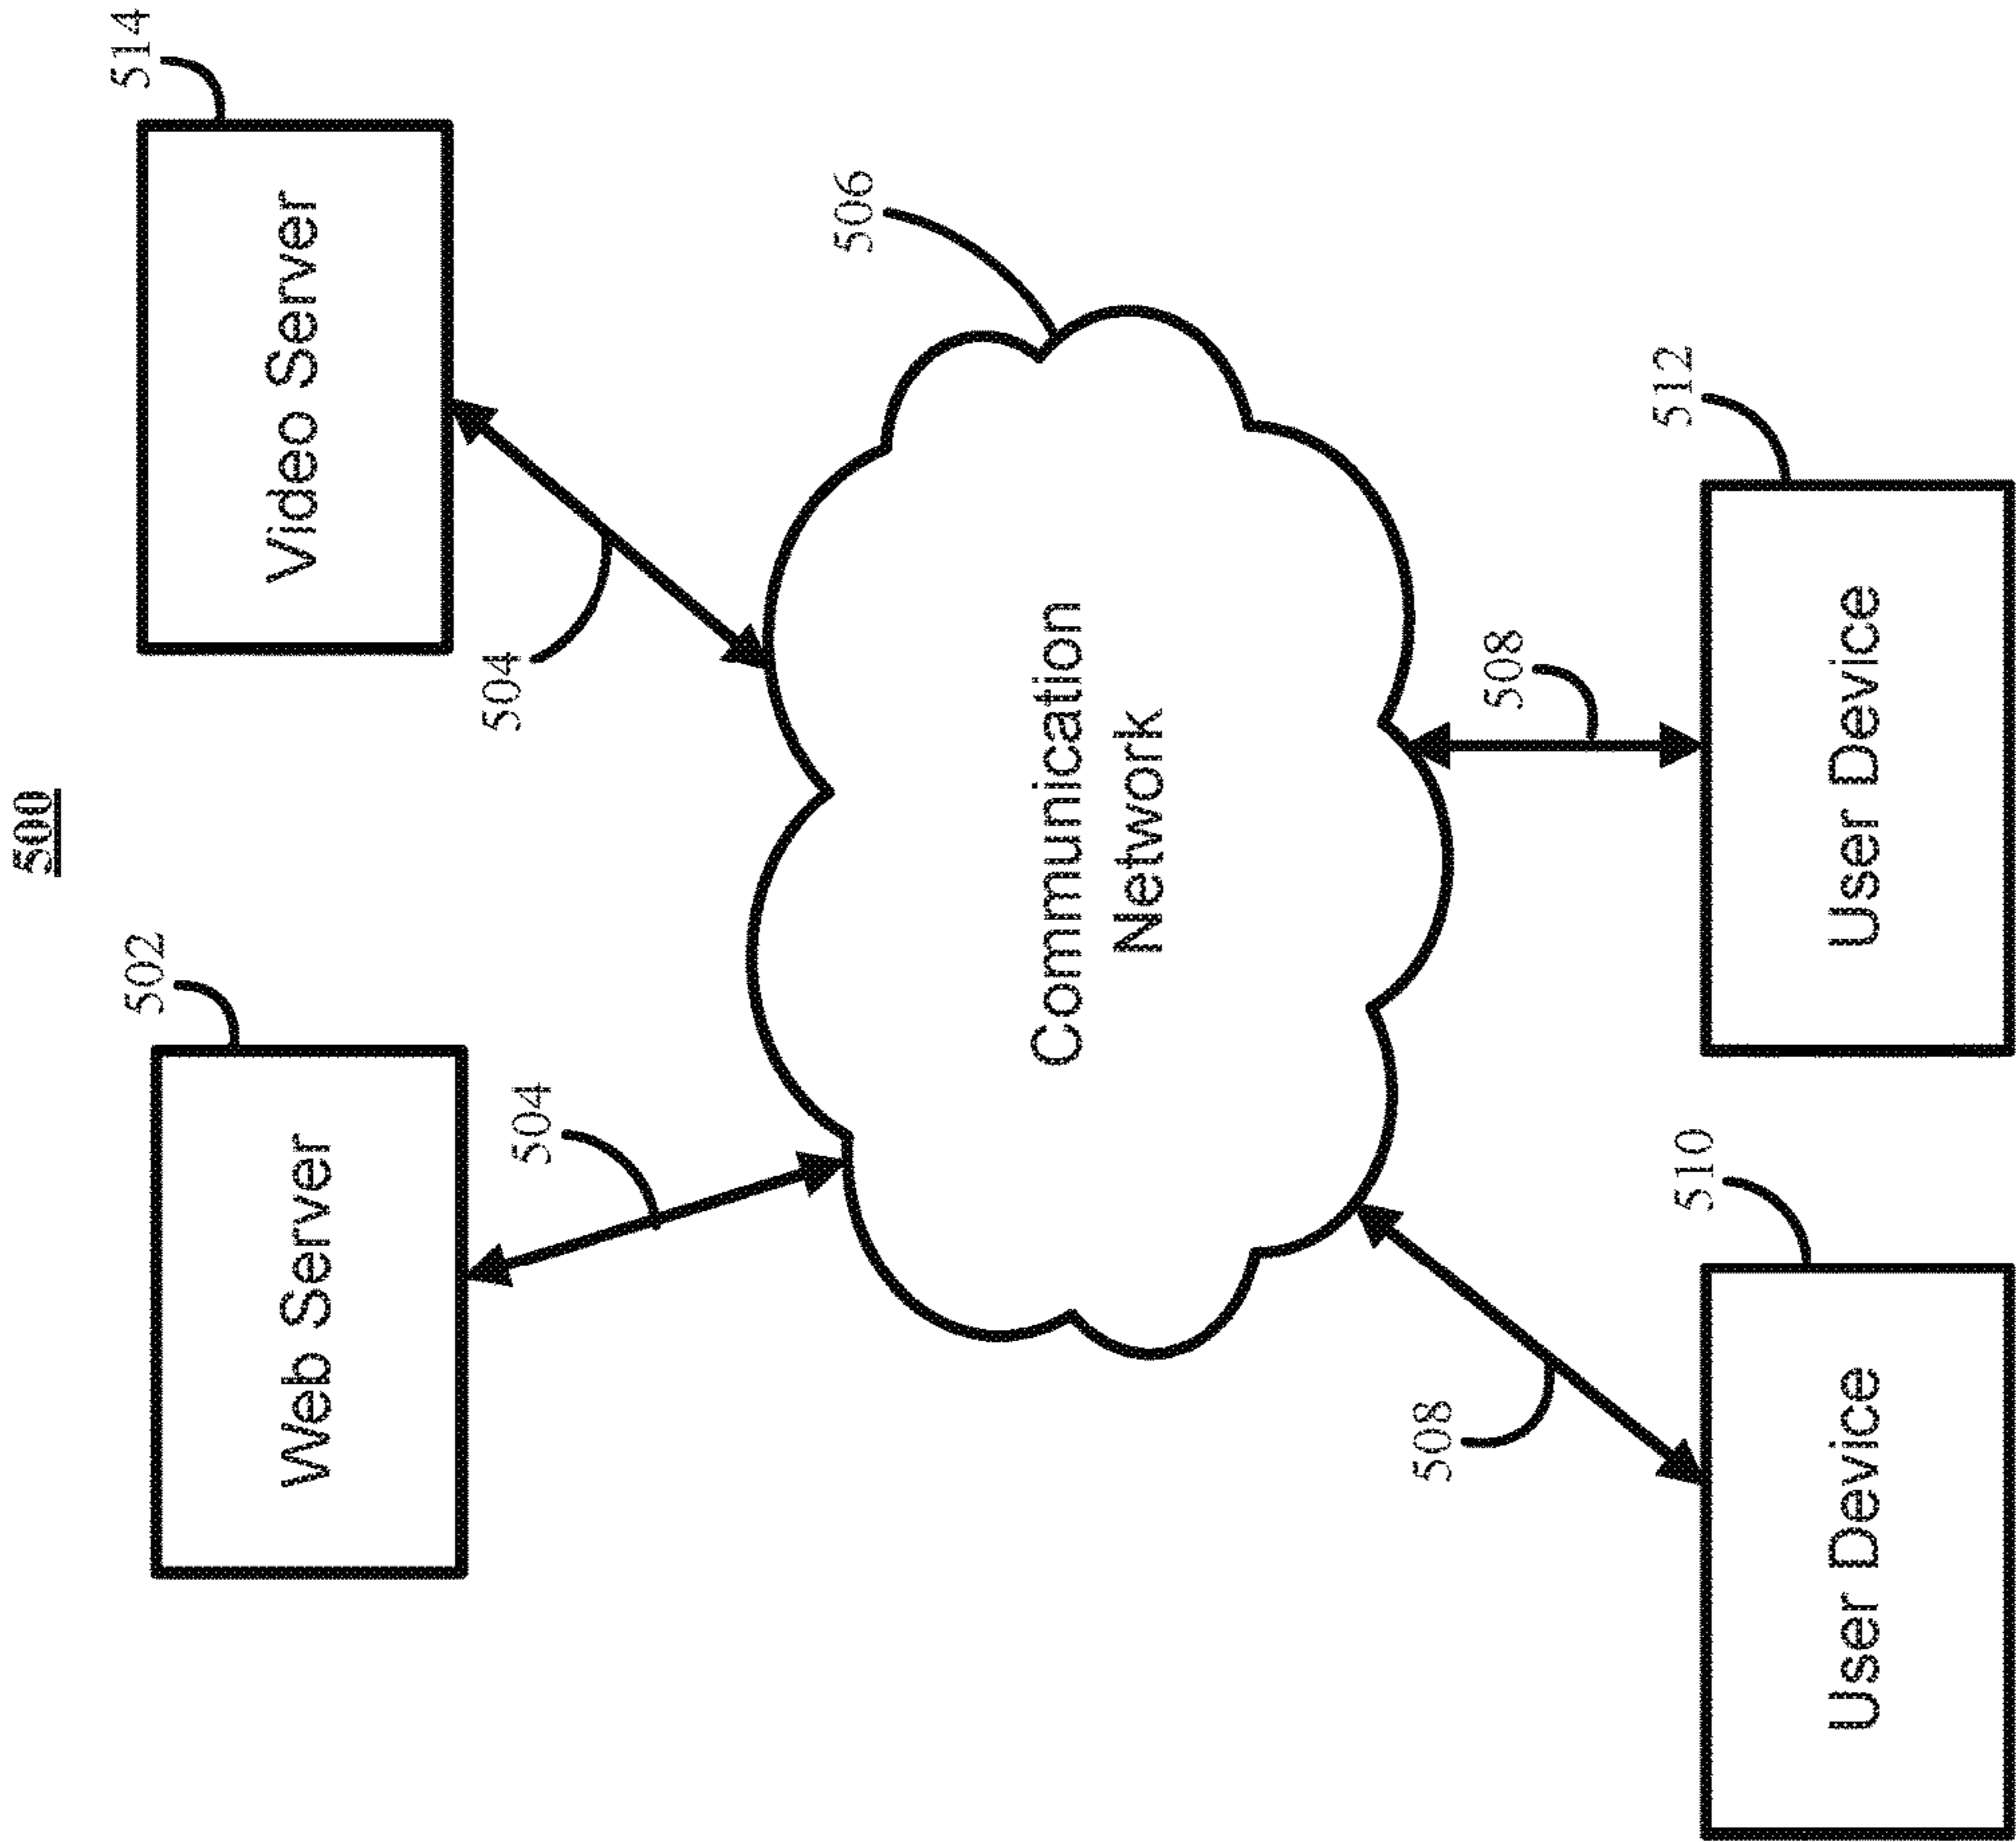 500
502
514
Web Server
Video Server
504
504
506
Communication
Network
508
508
510
512
User Device
User Device